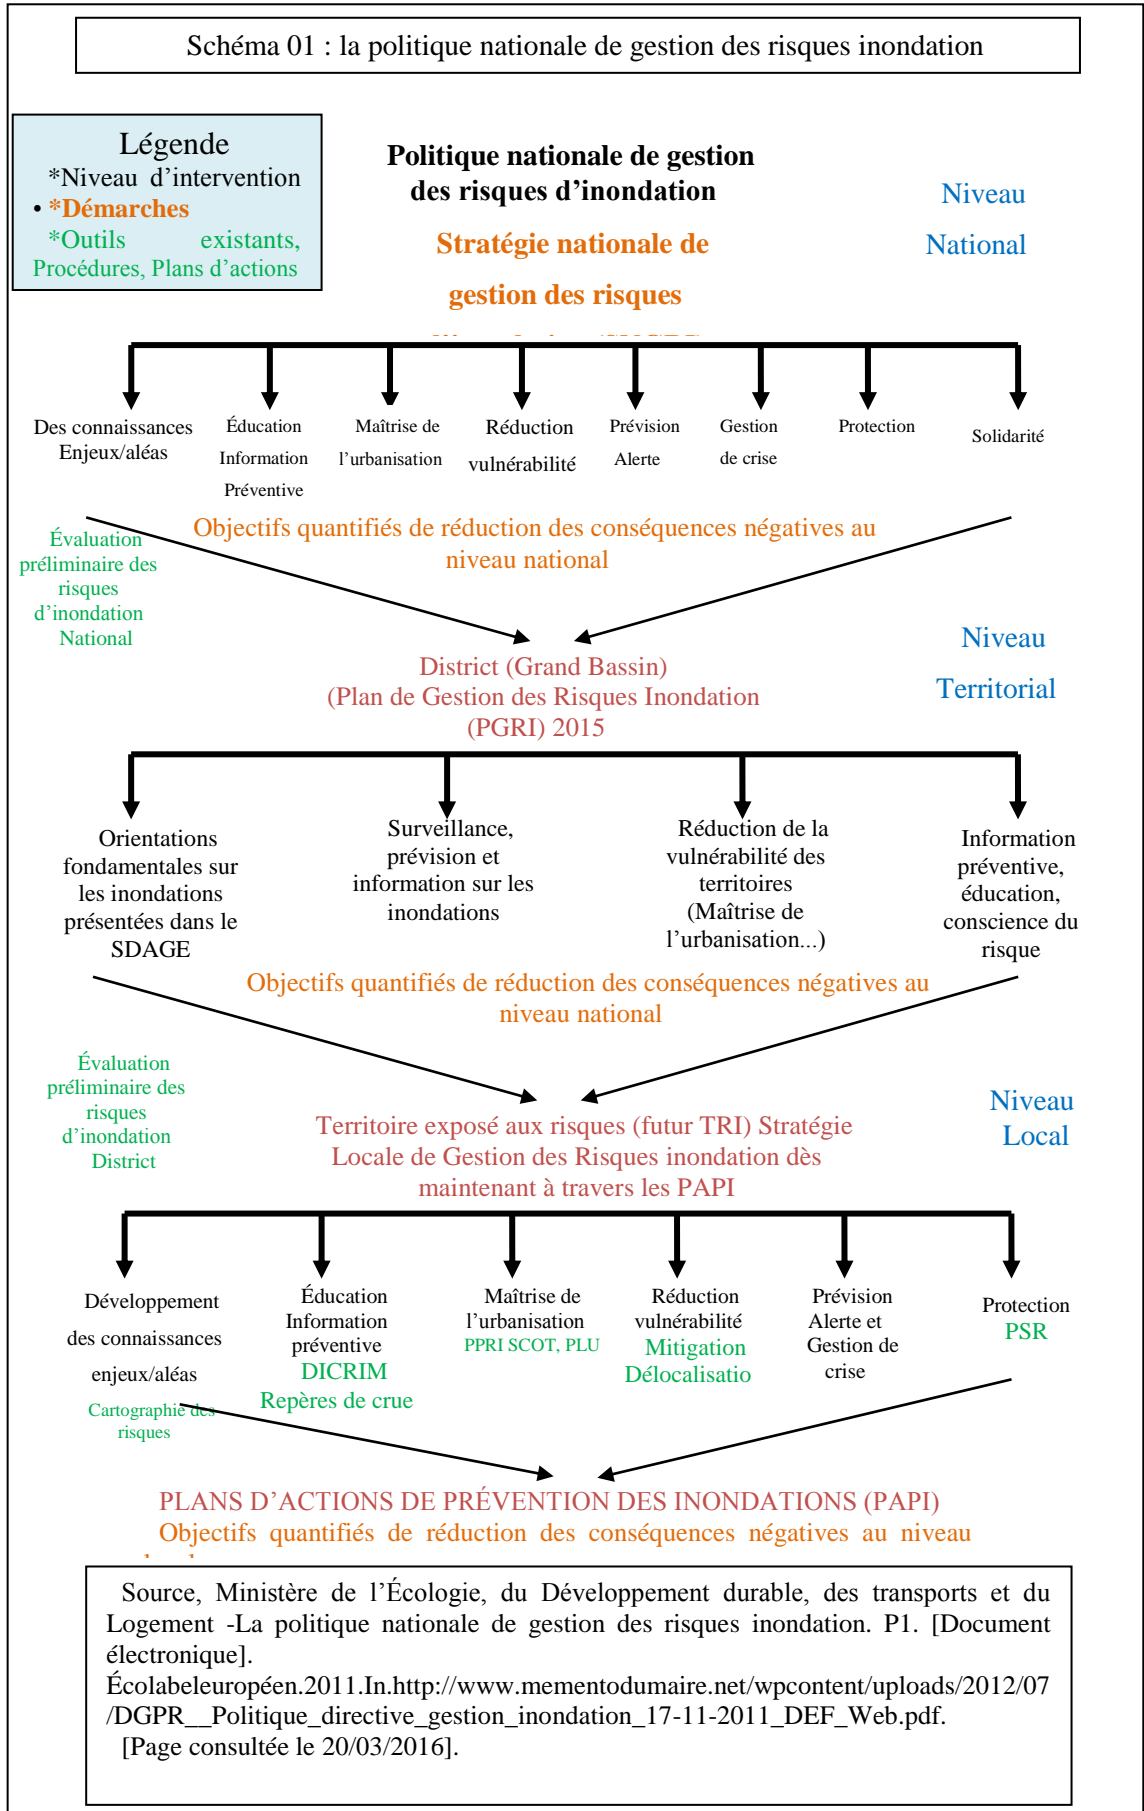 Schéma 01 : la politique nationale de gestion des risques inondation
Légende
*Niveau d'intervention
• *Démarches
*Outils existants,
Procédures, Plans d'actions
Politique nationale de gestion
des risques d'inondation
Stratégie nationale de
gestion des risques
Niveau
National
Des connaissances
Enjeux/aléas
Éducation
Information
Préventive
Maîtrise de
l'urbanisation
Réduction
vulnérabilité
Prévision
Alerte
Gestion
de crise
Protection
Solidarité
Objectifs quantifiés de réduction des conséquences négatives au
niveau national
Évaluation
préliminaire des
risques
d'inondation
National
Niveau
Territorial
District (Grand Bassin)
(Plan de Gestion des Risques Inondation
(PGRI) 2015
Orientations
fondamentales sur
les inondations
présentées dans le
SDAGE
Surveillance,
prévision et
information sur les
inondations
Réduction de la
vulnérabilité des
territoires
(Maîtrise de
l'urbanisation...)
Information
préventive,
éducation,
conscience du
risque
Objectifs quantifiés de réduction des conséquences négatives au
niveau national
Évaluation
préliminaire des
risques
d'inondation
District
Niveau
Local
Territoire exposé aux risques (futur TRI) Stratégie
Locale de Gestion des Risques inondation dès
maintenant à travers les PAPI
Développement
des connaissances
enjeux/aléas
Cartographie des
risques
Éducation
Information
préventive
DICRIM
Repères de crue
Maîtrise de
l'urbanisation
PPRI SCOT, PLU
Réduction
vulnérabilité
Mitigation
Délocalisatio
Prévision
Alerte et
Gestion de
crise
Protection
PSR
PLANS D'ACTIONS DE PRÉVENTION DES INONDATIONS (PAPI)
Objectifs quantifiés de réduction des conséquences négatives au niveau
Source, Ministère de l'Écologie, du Développement durable, des transports et du
Logement -La politique nationale de gestion des risques inondation. P1. [Document
électronique].
Écolabeleuropéen.2011.In.http://www.mementodumaire.net/wpcontent/uploads/2012/07
/DGPR__Politique_directive_gestion_inondation_17-11-2011_DEF_Web.pdf.
[Page consultée le 20/03/2016].